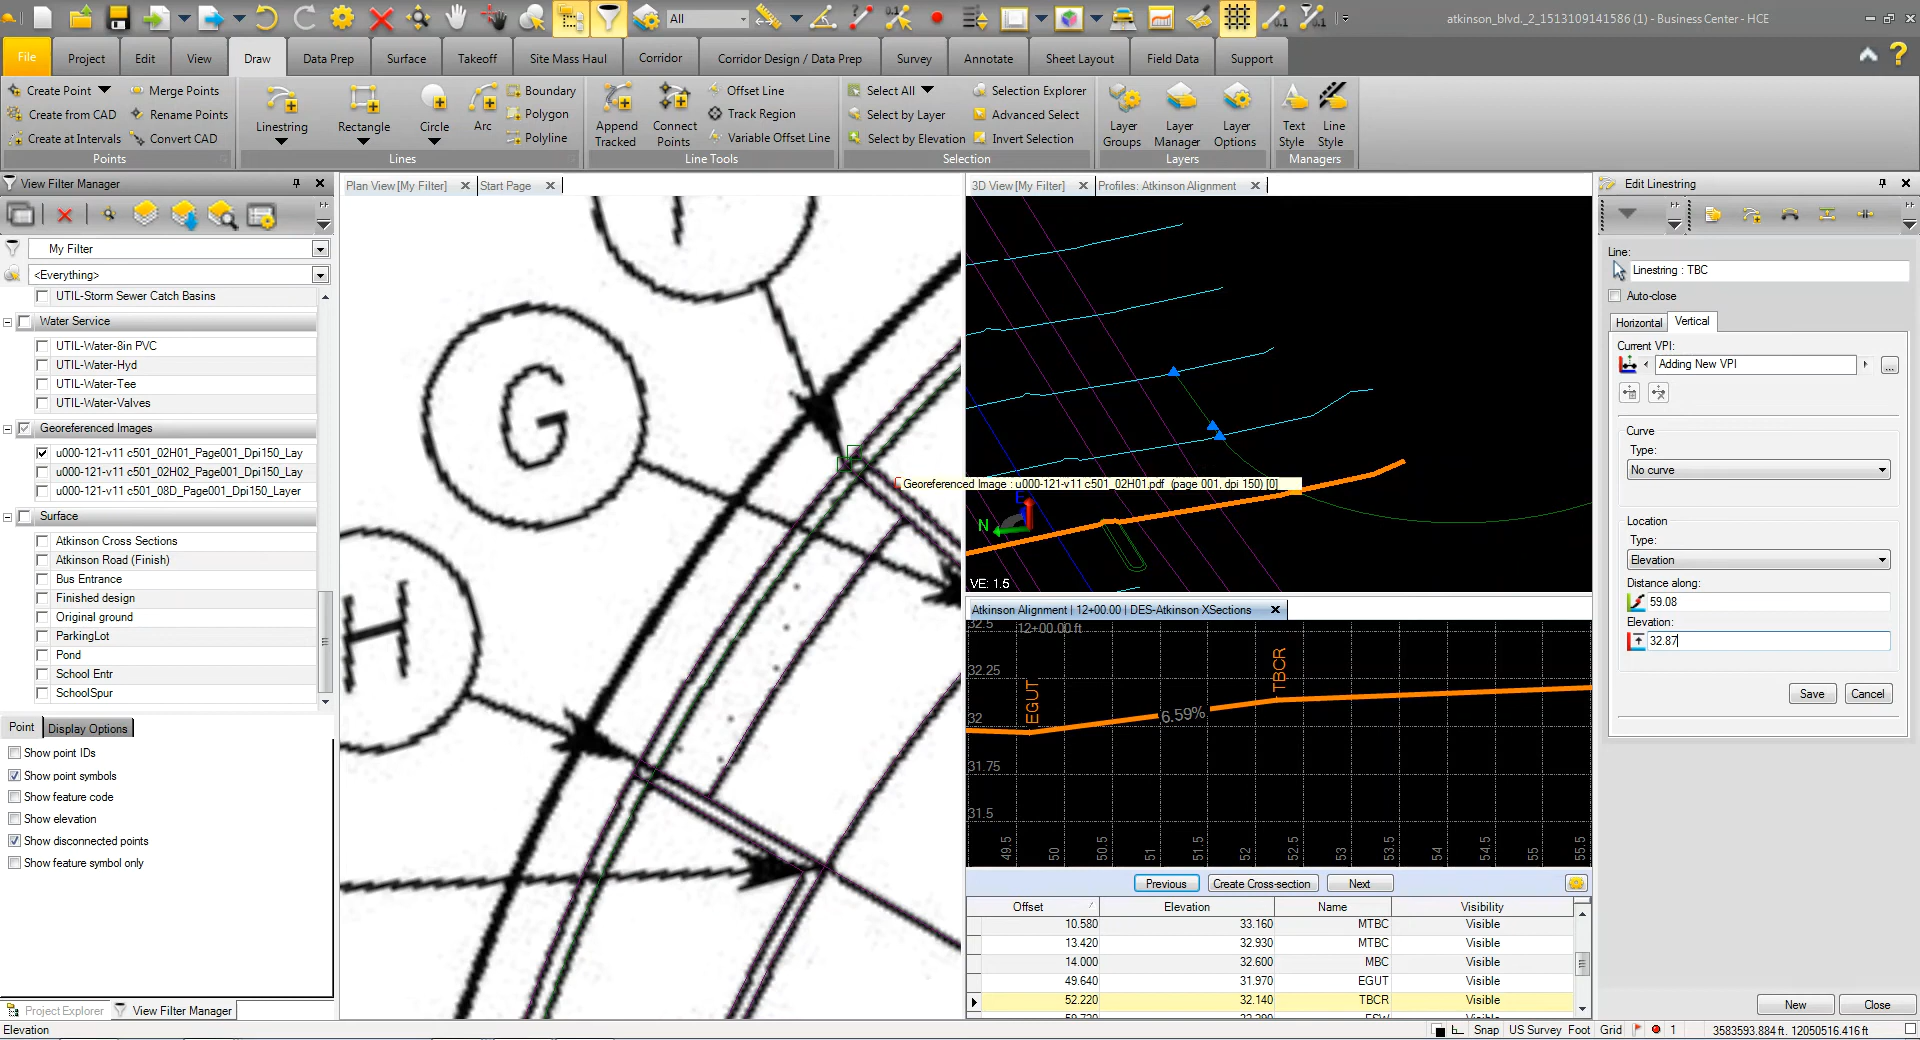 All
atkinson_blvd._2_1513109141586 (1) - Business Center - HCE
File
Project
Edit
View
Draw
Data Prep
Surface
Takeoff
Site Mass Haul
Corridor
Corridor Design / Data Prep
Survey
Annotate
Sheet Layout
Field Data
Support
Create Point
Merge Points
Create from CAD
Rename Points
Create at Intervals
Convert CAD
Points
Linestring
Rectangle
Circle
Arc
Boundary
Polygon
Polyline
Lines
Append Tracked
Connect Points
Offset Line
Track Region
Variable Offset Line
Line Tools
Select All
Select by Layer
Select by Elevation
Selection Explorer
Advanced Select
Invert Selection
Selection
Layer Groups
Layer Manager
Layer Options
Layers
Text Style
Line Style
Managers
View Filter Manager
My Filter
<Everything>
UTIL-Storm Sewer Catch Basins
Water Service
UTIL-Water-8in PVC
UTIL-Water-Hyd
UTIL-Water-Tee
UTIL-Water-Valves
Georeferenced Images
u000-121-v11 c501_02H01_Page001_Dpi150_Lay
u000-121-v11 c501_02H02_Page001_Dpi150_Lay
u000-121-v11 c501_08D_Page001_Dpi150_Layer
Surface
Atkinson Cross Sections
Atkinson Road (Finish)
Bus Entrance
Finished design
Original ground
ParkingLot
Pond
School Entr
SchoolSpur
Point
Display Options
Show point IDs
Show point symbols
Show feature code
Show elevation
Show disconnected points
Show feature symbol only
Project Explorer
View Filter Manager
Elevation
Plan View [My Filter]
Start Page
G
H
Georeferenced Image : u000-121-v11 c501_02H01.pdf (page 001, dpi 150) [0]
3D View [My Filter]
Profiles: Atkinson Alignment
E
N
VE: 1.5
Atkinson Alignment | 12+00.00 | DES-Atkinson XSections
12+00.00 ft
32.5
32.25
32
31.75
31.5
EGUT
6.59%
TBCR
49.5
50
50.5
51
51.5
52
52.5
53
53.5
54
54.5
55
55.5
Previous
Create Cross-section
Next
Offset Elevation Name Visibility
10.580 33.160 MTBC Visible
13.420 32.930 MTBC Visible
14.000 32.600 MBC Visible
49.640 31.970 EGUT Visible
52.220 32.140 TBCR Visible
Edit Linestring
Line:
Linestring : TBC
Auto-close
Horizontal
Vertical
Current VPI:
Adding New VPI
...
Curve
Type:
No curve
Location
Type:
Elevation
Distance along:
59.08
Elevation:
32.87
Save
Cancel
New
Close
Snap
US Survey Foot
Grid
1
3583593.884 ft, 12050516.416 ft